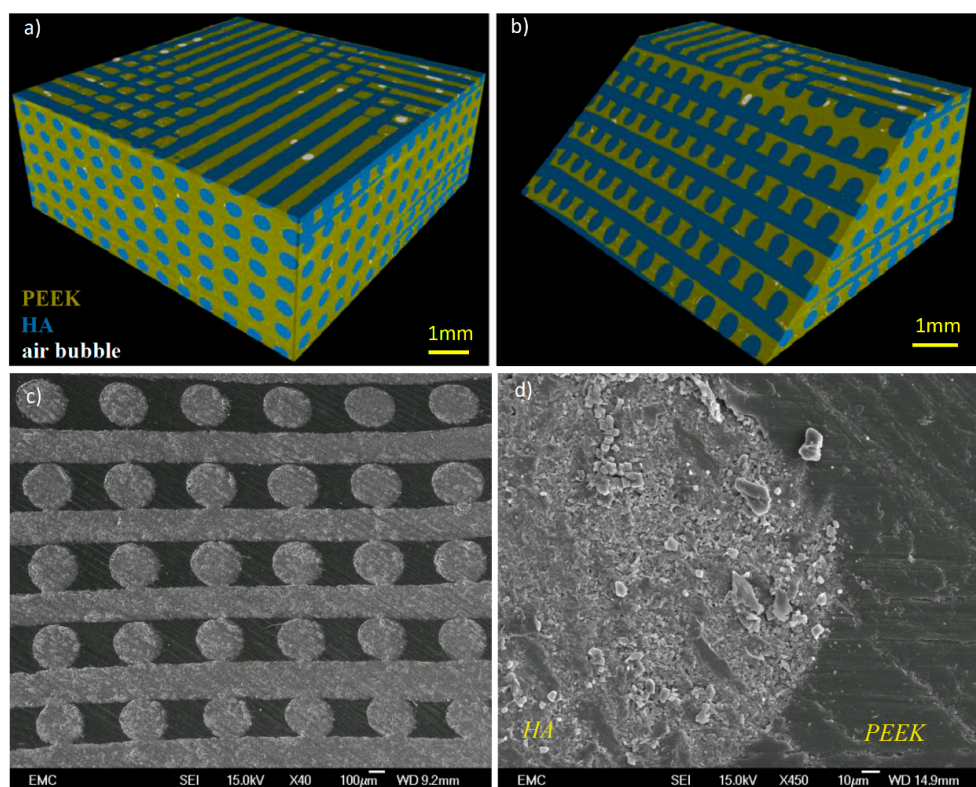 a)
b)
PEEK
HA
air bubble
1mm
1mm
c)
d)
HA
PEEK
EMC SEI 15.0kV X40 100µm WD 9.2mm
EMC SEI 15.0kV X450 10µm WD 14.9mm